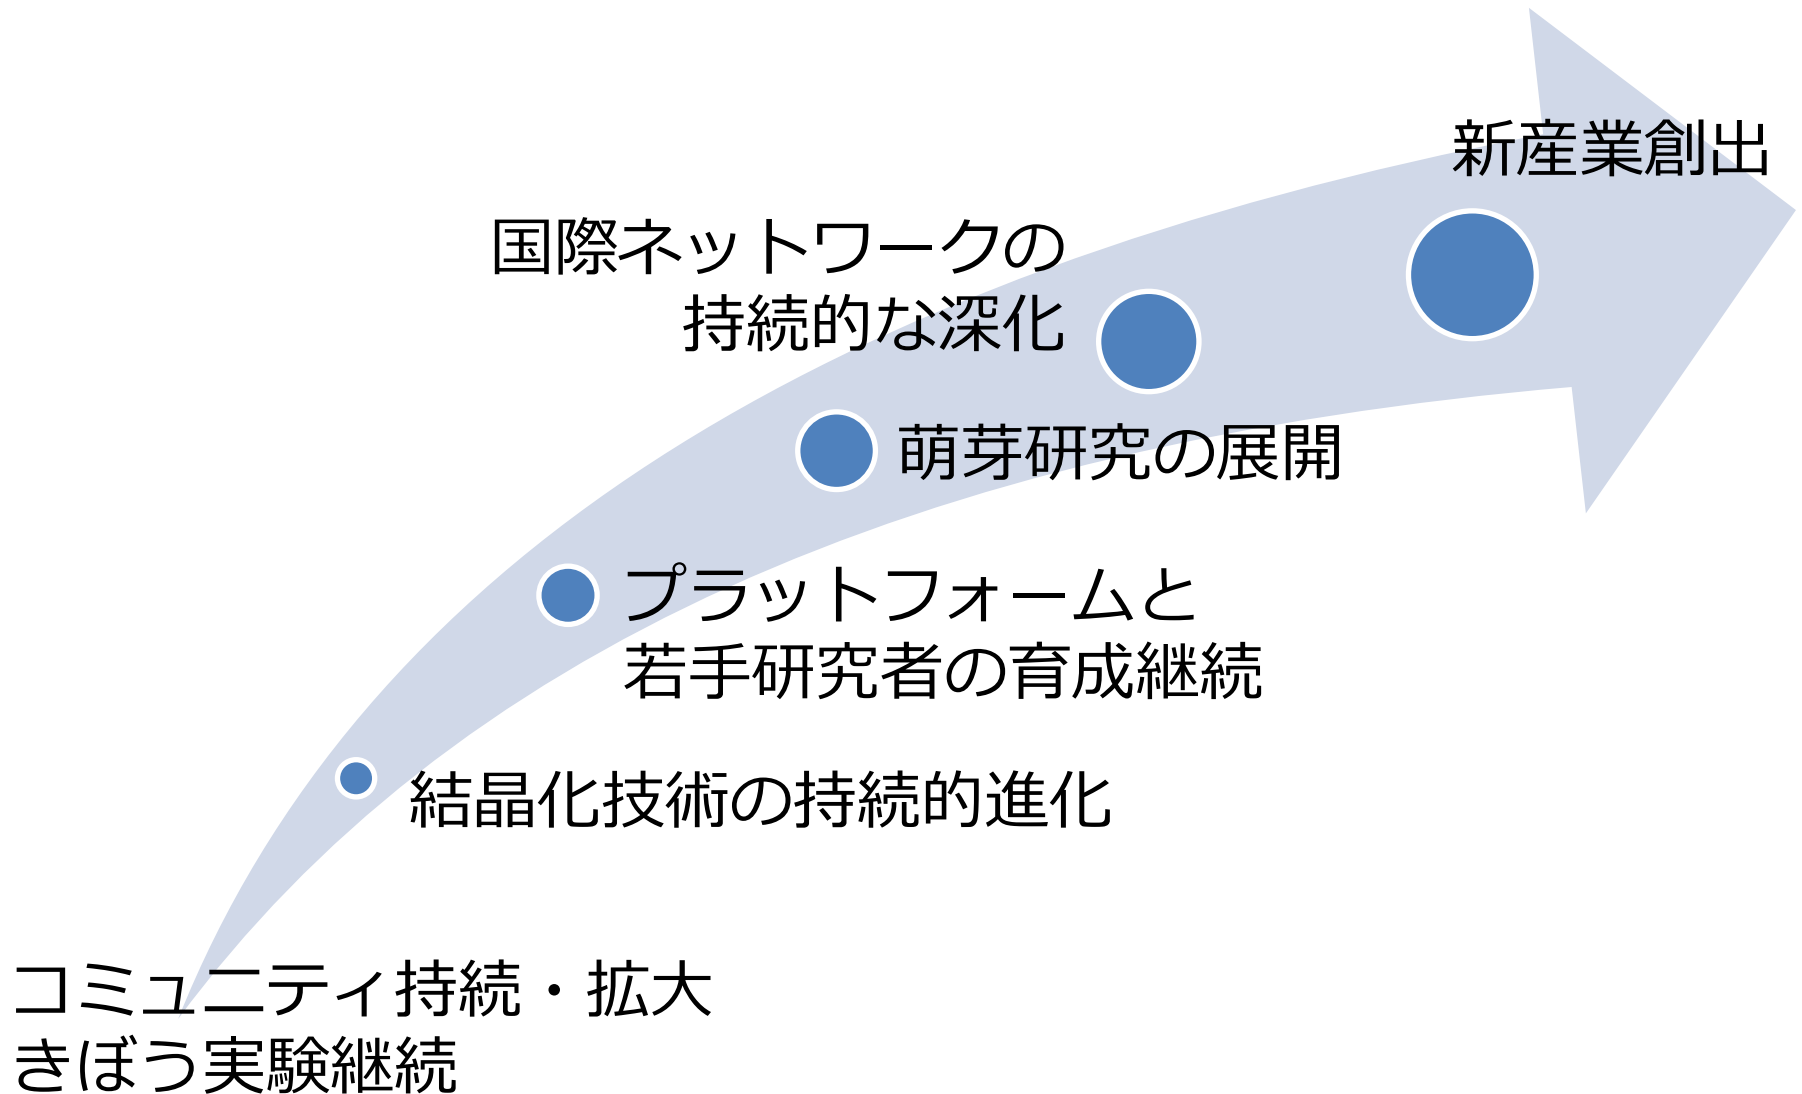 新産業創出
国際ネットワークの
持続的な深化
萌芽研究の展開
プラットフォームと
若手研究者の育成継続
結晶化技術の持続的進化
コミュニティ持続・拡大
きぼう実験継続